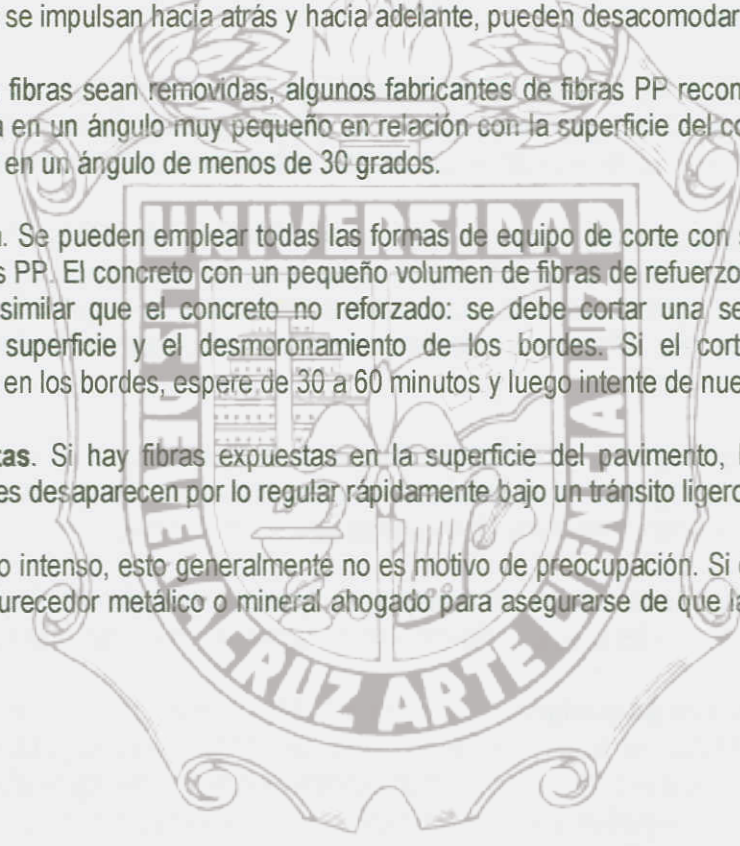 se impulsan hacia atrás y hacia adelante, pueden desacomodar
fibras sean removidas, algunos fabricantes de fibras PP recon
en un ángulo muy pequeño en relación con la superficie del co
en un ángulo de menos de 30 grados.
. Se pueden emplear todas las formas de equipo de corte con s
s PP. El concreto con un pequeño volumen de fibras de refuerzo
similar que el concreto no reforzado: se debe cortar una se
superficie y el desmoronamiento de los bordes. Si el cort
en los bordes, espere de 30 a 60 minutos y luego intente de nue
tas. Si hay fibras expuestas en la superficie del pavimento, l
es desaparecen por lo regular rápidamente bajo un tránsito ligero
o intenso, esto generalmente no es motivo de preocupación. Si
urecedor metálico o mineral ahogado para asegurarse de que la
UNIVERSIDAD
VERACRUZANA
LIS DE VERACRUZ ARTE CIENCIA LUZ